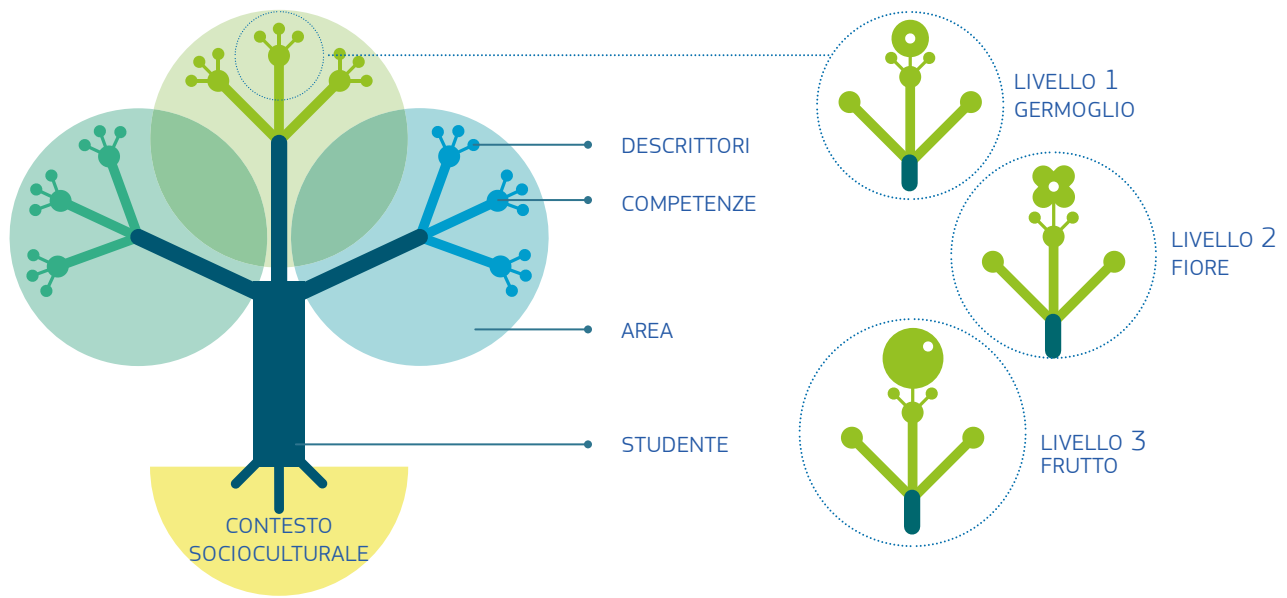 DESCRITTORI
COMPETENZE
AREA
STUDENTE
CONTESTO
SOCIOCULTURALE
LIVELLO 1
GERMOGLIO
LIVELLO 2
FIORE
LIVELLO 3
FRUTTO